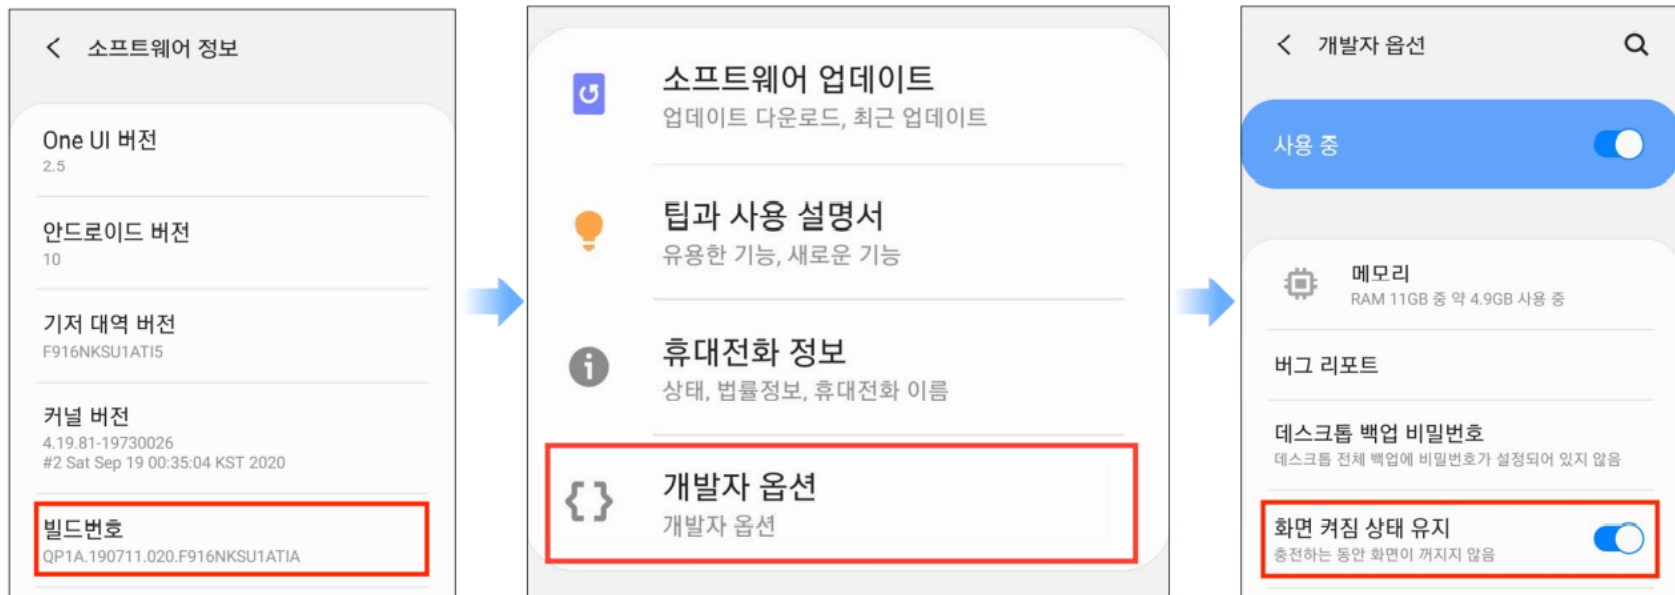 소프트웨어 정보
One UI 버전
2.5
안드로이드 버전
10
기저 대역 버전
F916NKSU1ATI5
커널 버전
4.19.81-19730026
#2 Sat Sep 19 00:35:04 KST 2020
빌드번호
QP1A.190711.020.F916NKSU1ATIA
소프트웨어 업데이트
업데이트 다운로드, 최근 업데이트
팁과 사용 설명서
유용한 기능, 새로운 기능
휴대전화 정보
상태, 법률정보, 휴대전화 이름
개발자 옵션
개발자 옵션
개발자 옵션
사용 중
메모리
RAM 11GB 중 약 4.9GB 사용 중
버그 리포트
데스크톱 백업 비밀번호
데스크톱 전체 백업에 비밀번호가 설정되어 있지 않음
화면 켜짐 상태 유지
충전하는 동안 화면이 꺼지지 않음